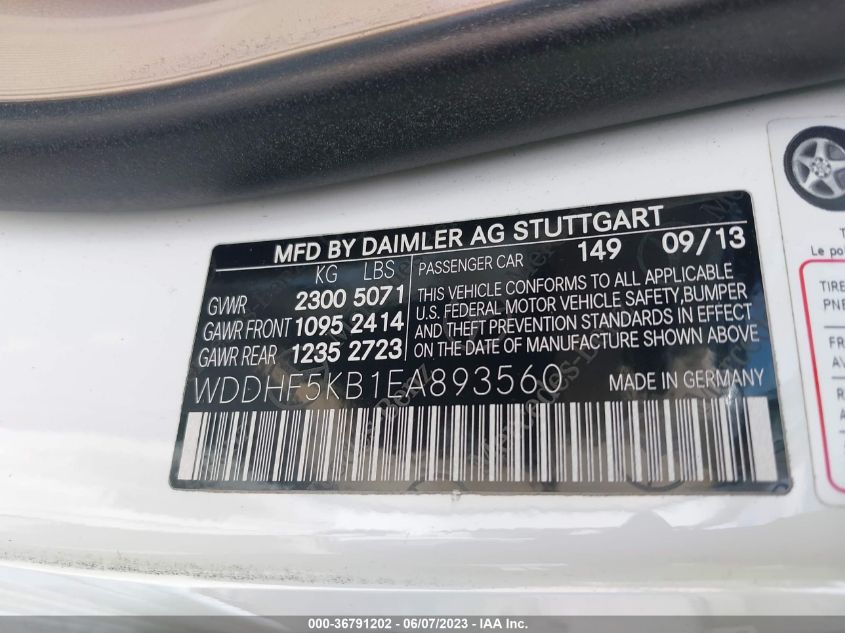 MFD BY DAIMLER AG STUTTGART
KG LBS
GVWR 2300 5071
GAWR FRONT 1095 2414
GAWR REAR 1235 2723
PASSENGER CAR 149 09/13
THIS VEHICLE CONFORMS TO ALL APPLICABLE
U.S. FEDERAL MOTOR VEHICLE SAFETY,BUMPER
AND THEFT PREVENTION STANDARDS IN EFFECT
ON THE DATE OF MANUFACTURE SHOWN ABOVE
WDDHF5KB1EA893560 MADE IN GERMANY
Le
TIRE
000-36791202 - 06/07/2023 - IAA Inc.